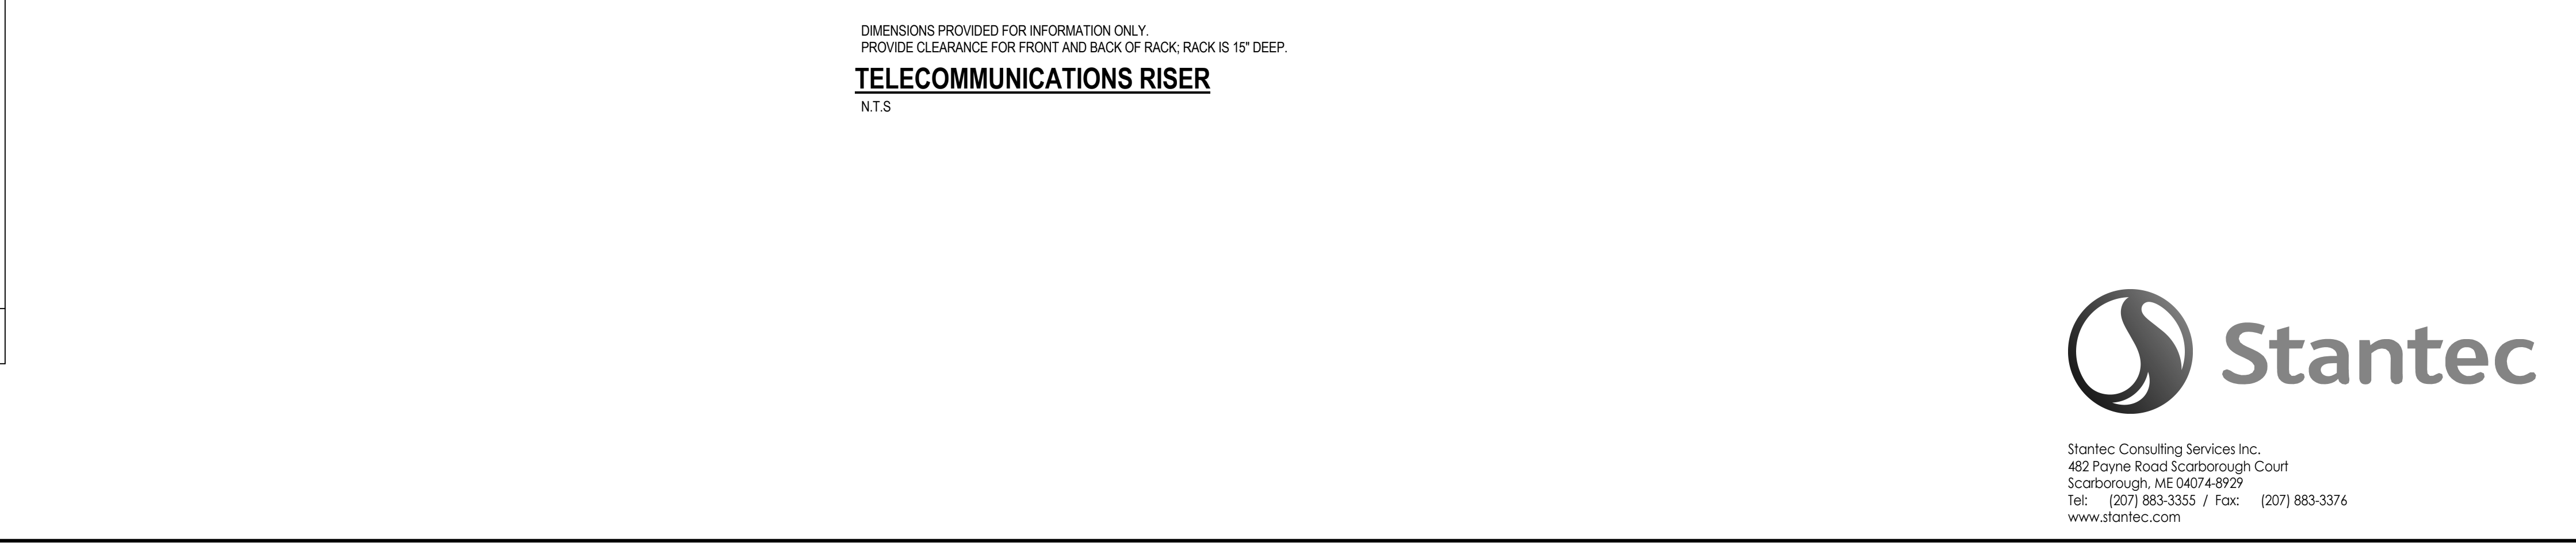 DIMENSIONS PROVIDED FOR INFORMATION ONLY.
PROVIDE CLEARANCE FOR FRONT AND BACK OF RACK; RACK IS 15" DEEP.
TELECOMMUNICATIONS RISER
N.T.S
Stantec
Stantec Consulting Services Inc.
482 Payne Road Scarborough Court
Scarborough, ME 04074-8929
Tel: (207) 883-3355 / Fax: (207) 883-3376
www.stantec.com